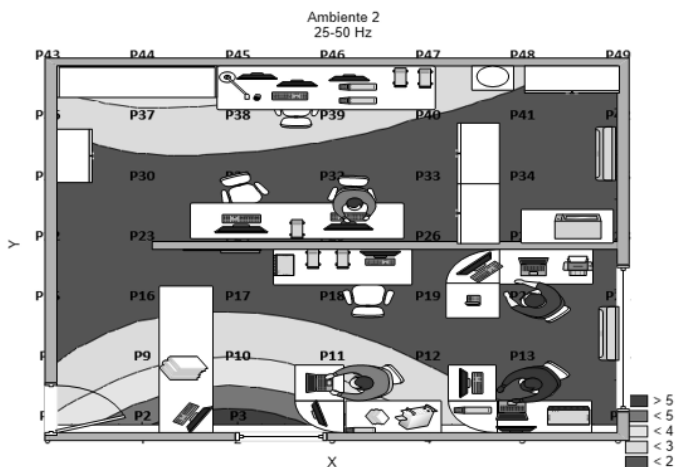 Ambiente 2
25-50 Hz
P43 P44 P45 P46 P47 P48 P49
P37 P38 P39 P40 P41
P30 P33 P34
Y
P23 P26
P16 P17 P18 P19
P9 P10 P11 P12 P13
P2 P3
X
> 5
< 5
< 4
< 3
< 2